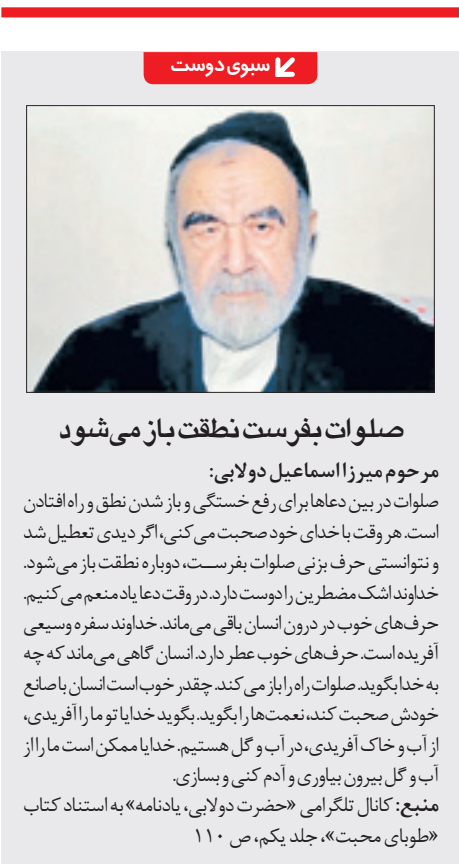 سبوی دوست
صلوات بفرست نطقت باز می‌شود
مرحوم میرزا اسماعیل دولابی:
صلوات در بین دعاها برای رفع خستگی و باز شدن نطق و راه افتادن
است. هر وقت با خدای خود صحبت می‌کنی، اگر دیدی تعطیل شد
و نتوانستی حرف بزنی صلوات بفرست، دوباره نطقت باز می‌شود.
خداوند اشک مضطرین را دوست دارد. در وقت دعا یاد منعم می‌کنیم.
حرف‌های خوب در درون انسان باقی می‌ماند. خداوند سفره وسیعی
آفریده است. حرف‌های خوب عطر دارد. انسان گاهی می‌ماند که چه
به خدا بگوید. صلوات راه را باز می‌کند. چقدر خوب است انسان با صانع
خودش صحبت کند، نعمت‌ها را بگوید. بگوید خدایا تو ما را آفریدی،
از آب و خاک آفریدی، در آب و گل هستیم. خدایا ممکن است ما را از
آب و گل بیرون بیاوری و آدم کنی و بسازی.
منبع: کانال تلگرامی «حضرت دولابی، یادنامه» به استناد کتاب
«طوبای محبت»، جلد یکم، ص ۱۱۰